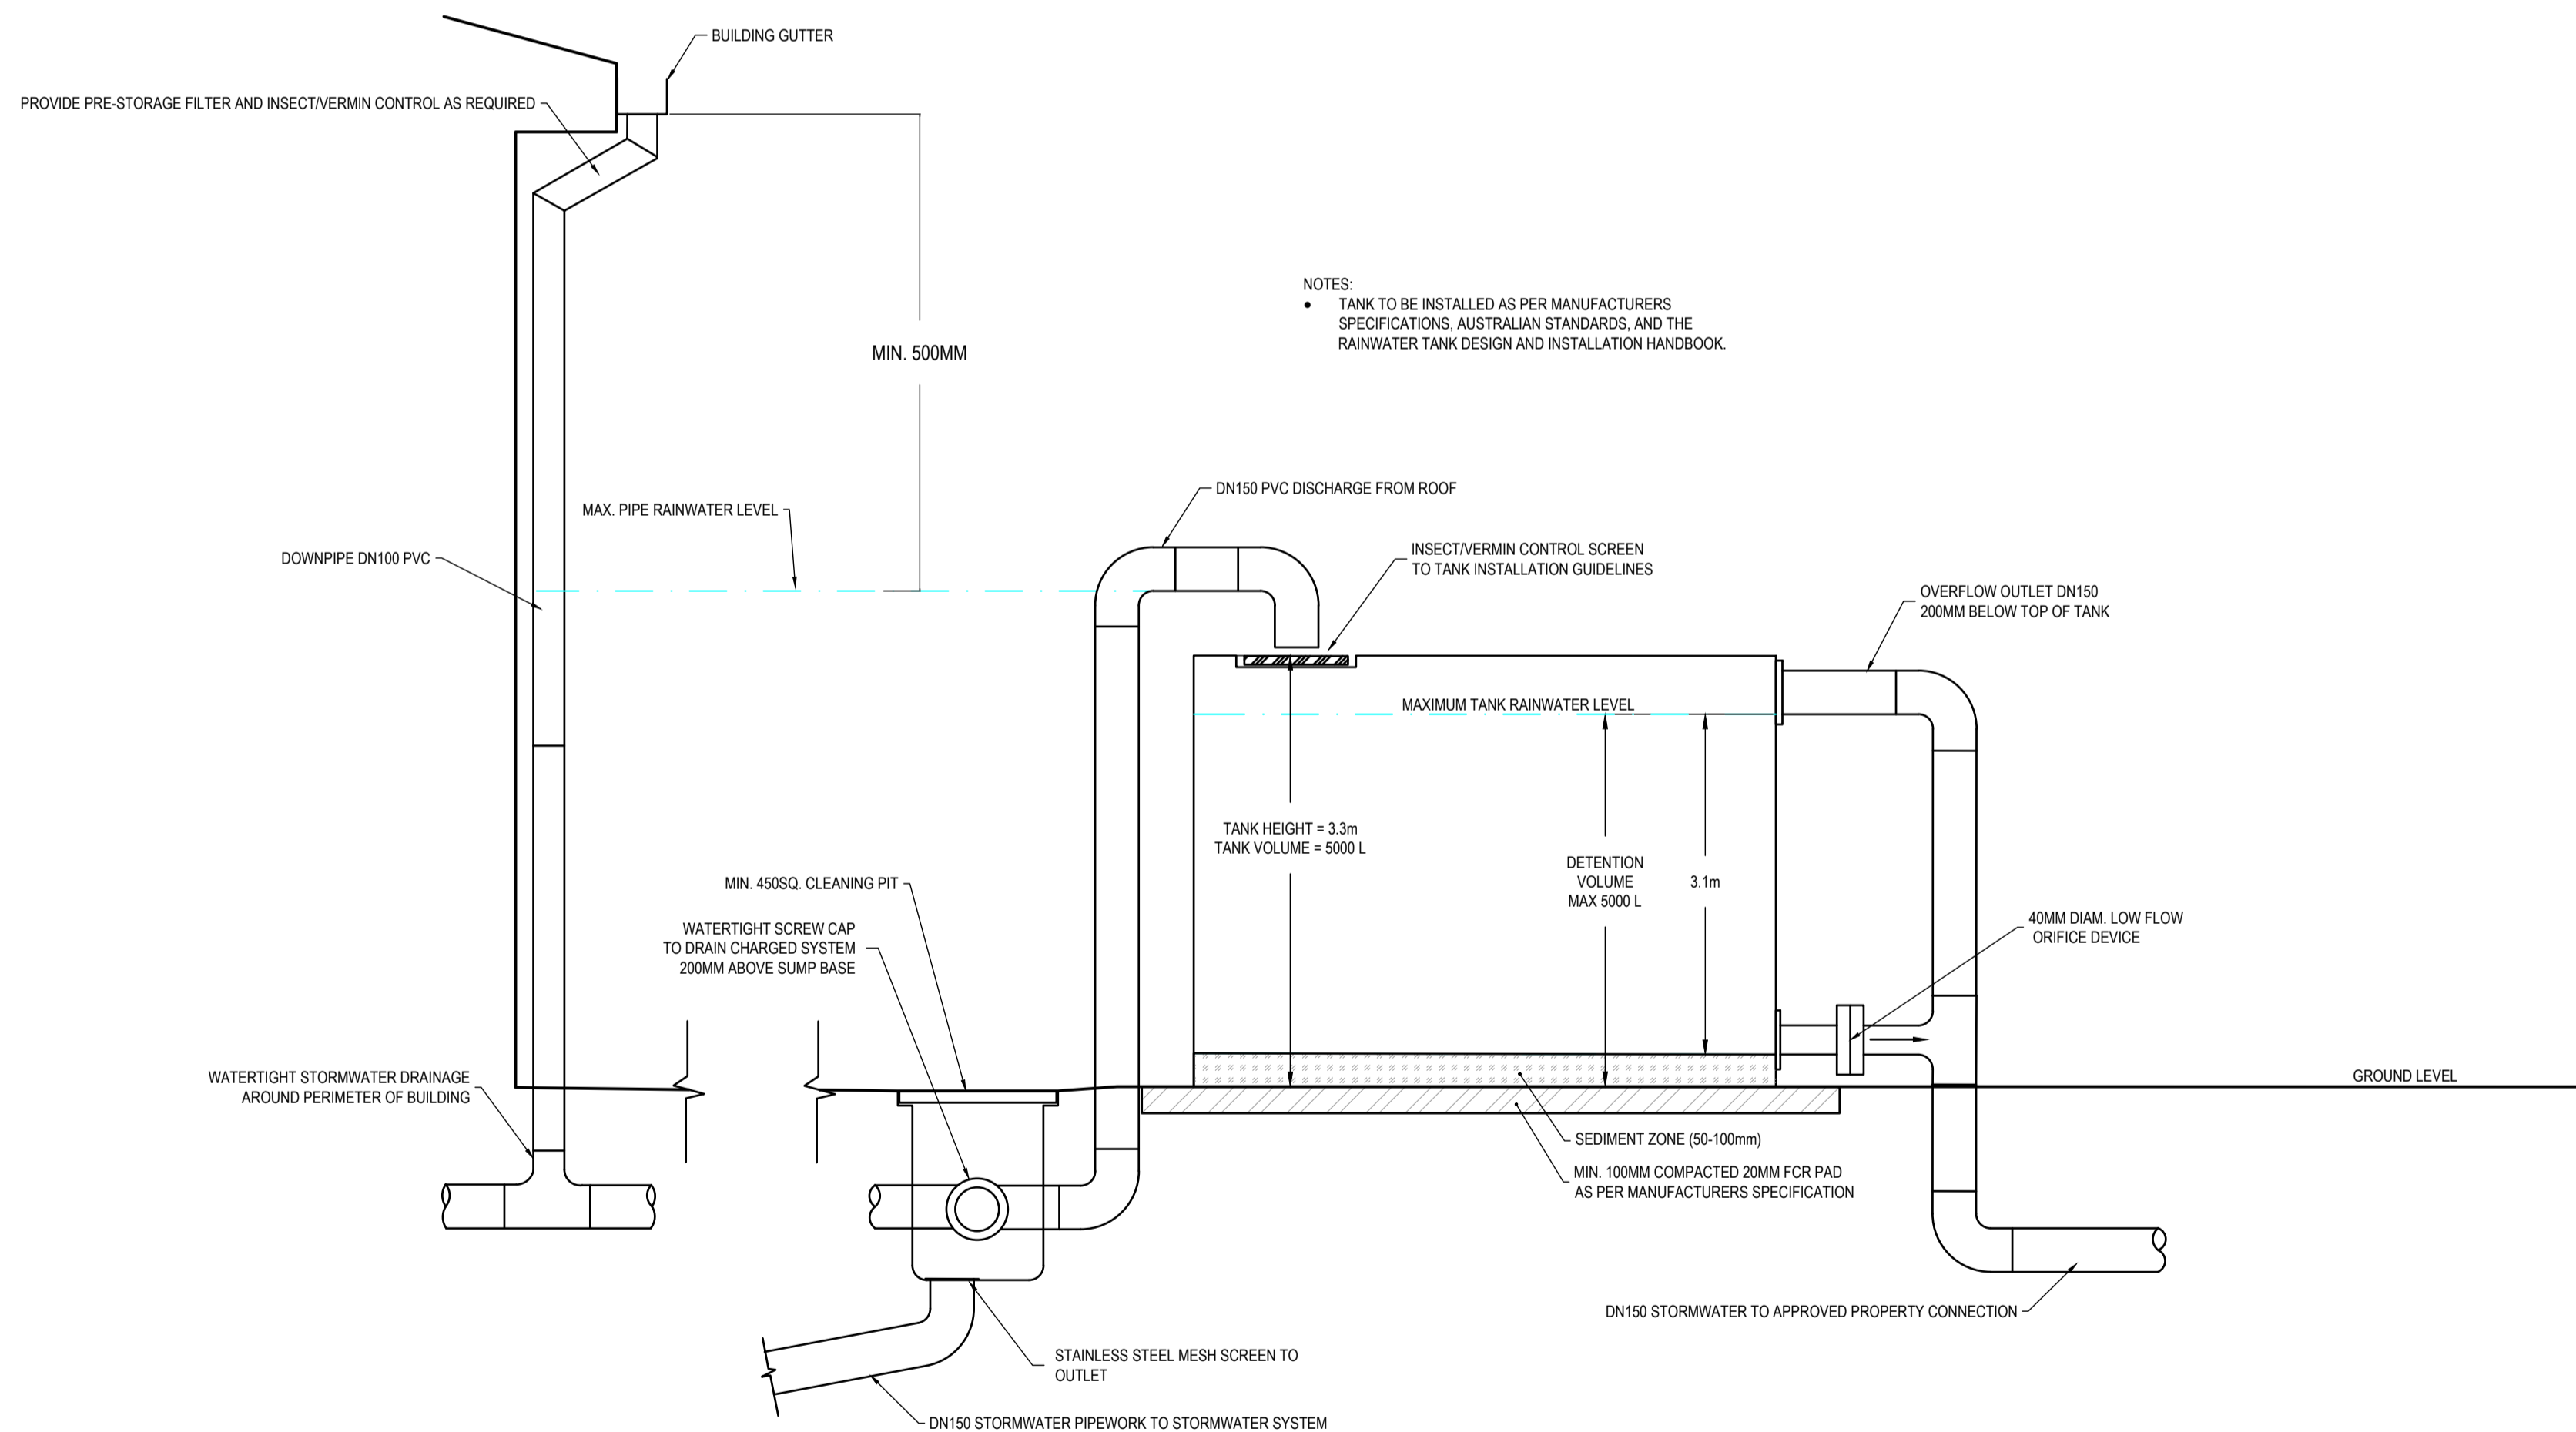 BUILDING GUTTER
PROVIDE PRE-STORAGE FILTER AND INSECT/VERMIN CONTROL AS REQUIRED
NOTES:
● TANK TO BE INSTALLED AS PER MANUFACTURERS
SPECIFICATIONS, AUSTRALIAN STANDARDS, AND THE
RAINWATER TANK DESIGN AND INSTALLATION HANDBOOK.
MIN. 500MM
DN150 PVC DISCHARGE FROM ROOF
MAX. PIPE RAINWATER LEVEL
DOWNPIPE DN100 PVC
INSECT/VERMIN CONTROL SCREEN
TO TANK INSTALLATION GUIDELINES
OVERFLOW OUTLET DN150
200MM BELOW TOP OF TANK
MAXIMUM TANK RAINWATER LEVEL
TANK HEIGHT = 3.3m
TANK VOLUME = 5000 L
DETENTION
VOLUME
MAX 5000 L
3.1m
MIN. 450SQ. CLEANING PIT
WATERTIGHT SCREW CAP
TO DRAIN CHARGED SYSTEM
200MM ABOVE SUMP BASE
40MM DIAM. LOW FLOW
ORIFICE DEVICE
WATERTIGHT STORMWATER DRAINAGE
AROUND PERIMETER OF BUILDING
GROUND LEVEL
SEDIMENT ZONE (50-100mm)
MIN. 100MM COMPACTED 20MM FCR PAD
AS PER MANUFACTURERS SPECIFICATION
DN150 STORMWATER TO APPROVED PROPERTY CONNECTION
STAINLESS STEEL MESH SCREEN TO
OUTLET
DN150 STORMWATER PIPEWORK TO STORMWATER SYSTEM